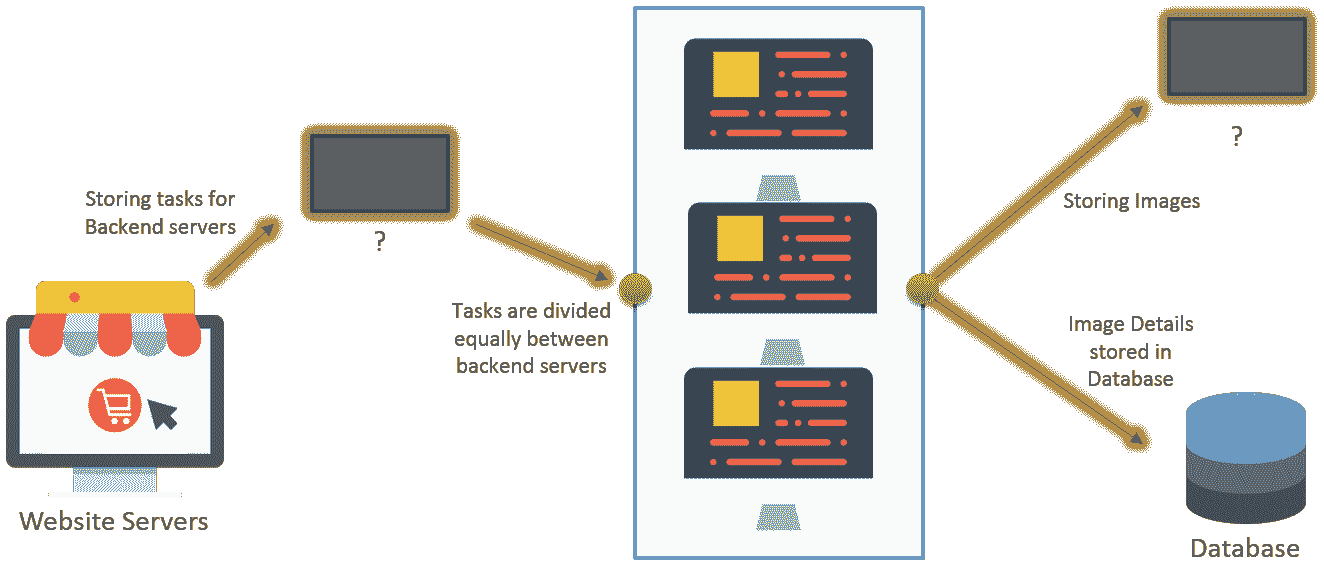 Storing tasks for
Backend servers
?
Tasks are divided
equally between
backend servers
Website Servers
?
Storing Images
Image Details
stored in
Database
Database